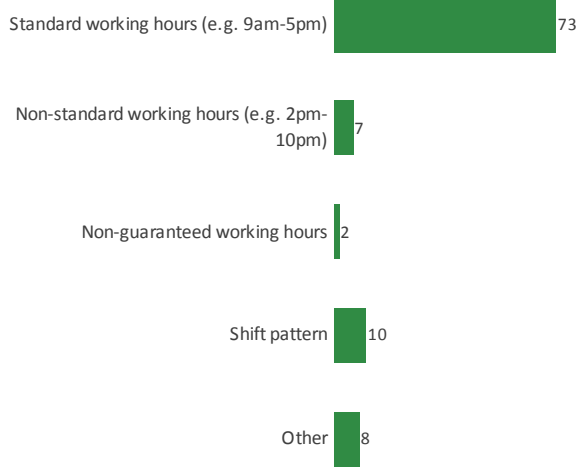 Standard working hours (e.g. 9am-5pm) 73
Non-standard working hours (e.g. 2pm-
10pm) 7
Non-guaranteed working hours 2
Shift pattern 10
Other 8